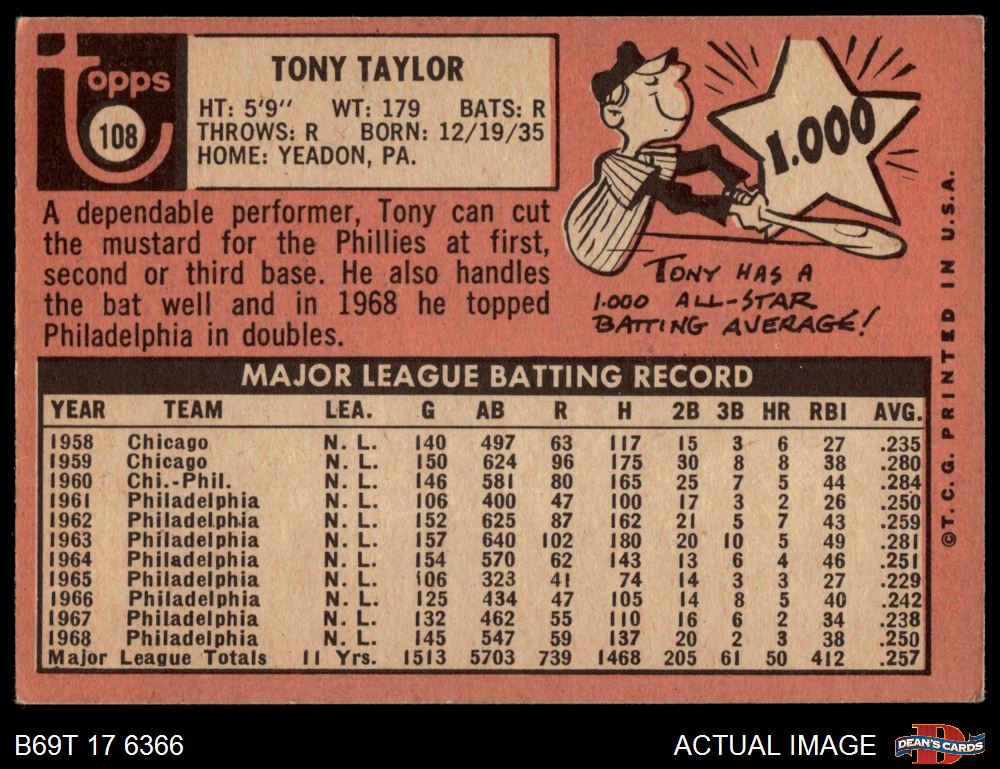 Topps
108
TONY TAYLOR
HT: 5'9" WT: 179 BATS: R
THROWS: R BORN: 12/19/35
HOME: YEADON, PA.
A dependable performer, Tony can cut
the mustard for the Phillies at first,
second or third base. He also handles
the bat well and in 1968 he topped
Philadelphia in doubles.
1.000
TONY HAS A
1.000 ALL-STAR
BATTING AVERAGE!
MAJOR LEAGUE BATTING RECORD
YEAR TEAM LEA. G AB R H 2B 3B HR RBI AVG.
1958 Chicago N. L. 140 497 63 117 15 3 6 27 .235
1959 Chicago N. L. 150 624 96 175 30 8 8 38 .280
1960 Chi.-Phil. N. L. 146 581 80 165 25 7 5 44 .284
1961 Philadelphia N. L. 106 400 47 100 17 3 2 26 .250
1962 Philadelphia N. L. 152 625 87 162 21 5 7 43 .259
1963 Philadelphia N. L. 157 640 102 180 20 10 5 49 .281
1964 Philadelphia N. L. 154 570 62 143 13 6 4 46 .251
1965 Philadelphia N. L. 106 323 41 74 14 3 3 27 .229
1966 Philadelphia N. L. 125 434 47 105 14 8 5 40 .242
1967 Philadelphia N. L. 132 462 55 110 16 6 2 34 .238
1968 Philadelphia N. L. 145 547 59 137 20 2 3 38 .250
Major League Totals 11 Yrs. 1513 5703 739 1468 205 61 50 412 .257
©T. C. G. PRINTED IN U.S.A.
B69T 17 6366
ACTUAL IMAGE
D
DEAN'S CARDS